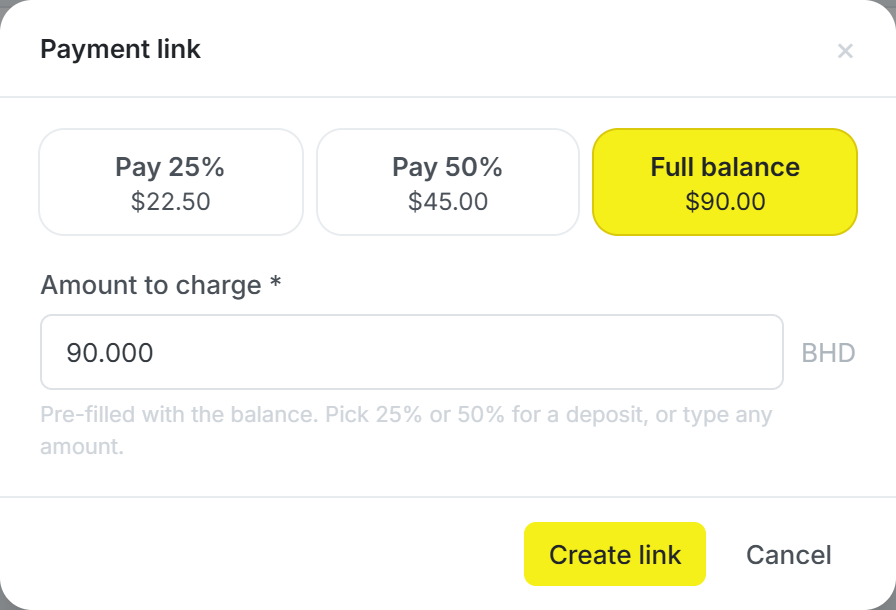 Payment link
×
Pay 25%
$22.50
Pay 50%
$45.00
Full balance
$90.00
Amount to charge *
90.000
BHD
Pre-filled with the balance. Pick 25% or 50% for a deposit, or type any
amount.
Create link
Cancel